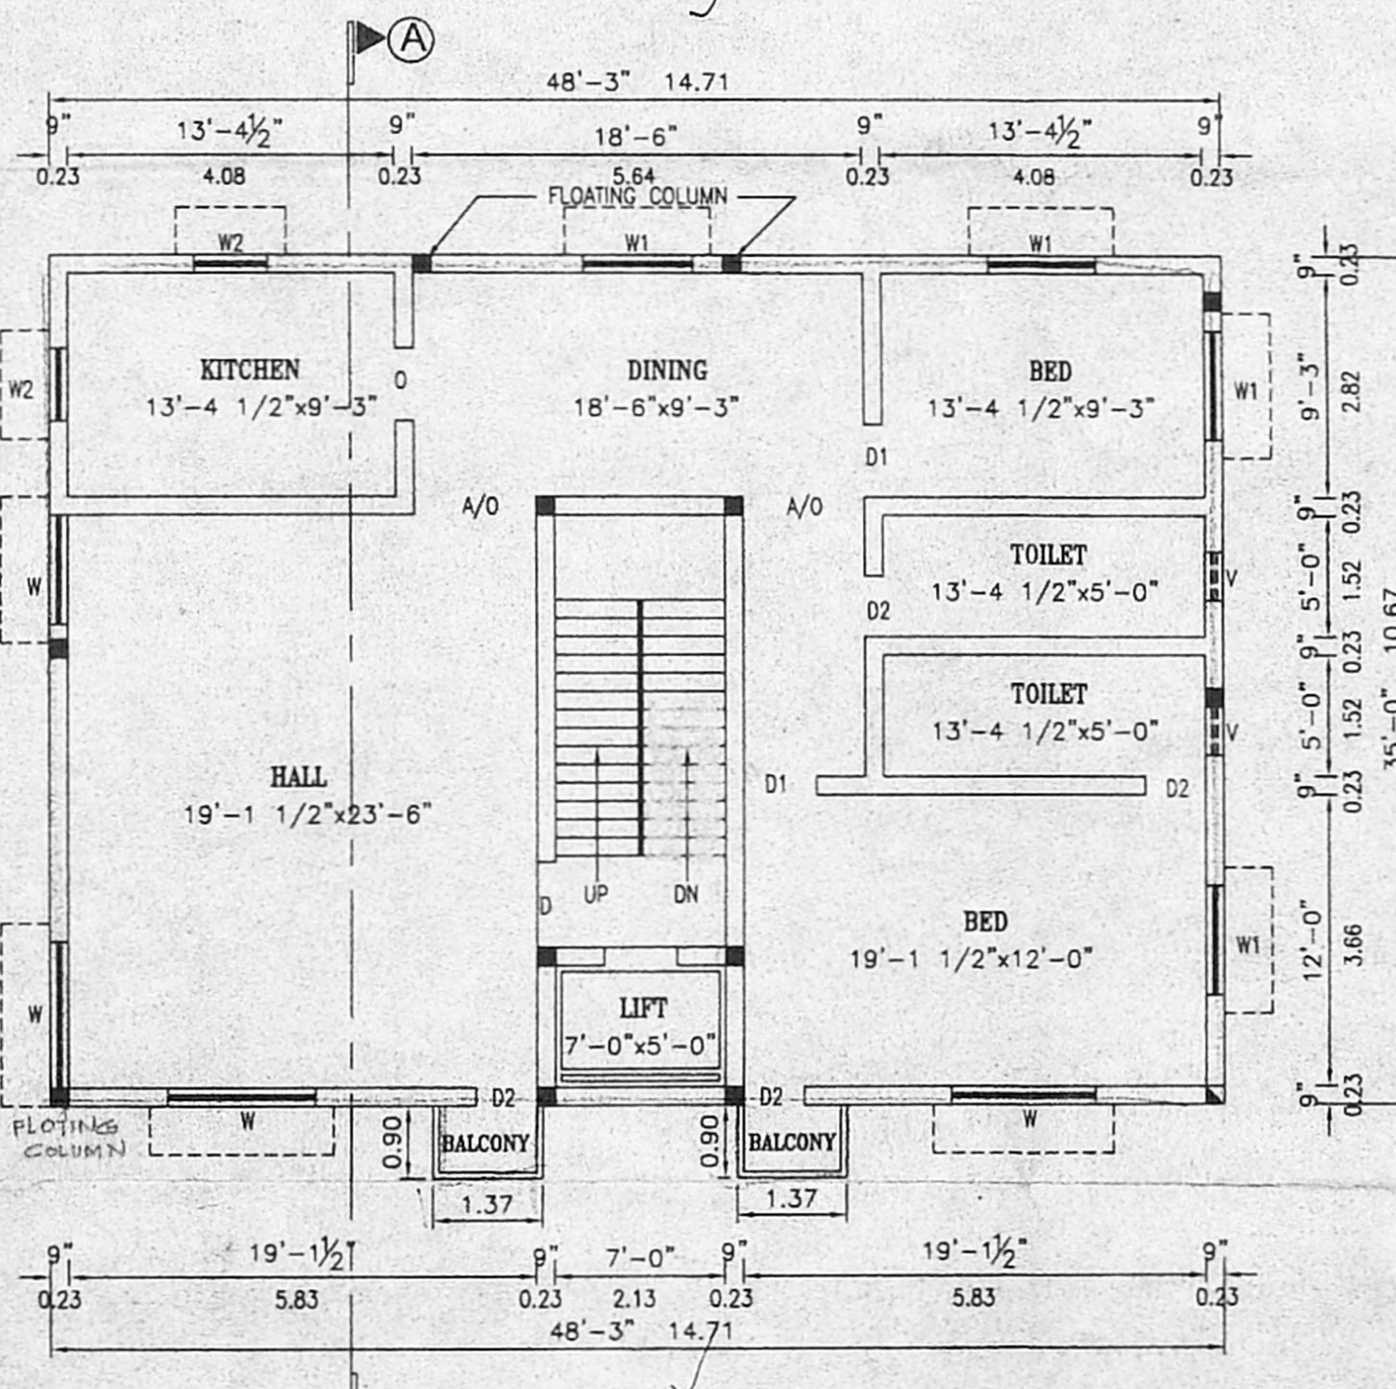 A
48'-3" 14.71
9" 13'-4½" 9" 18'-6" 9" 13'-4½" 9"
0.23 4.08 0.23 5.64 0.23 4.08 0.23
FLOATING COLUMN
W2 W1 W1
9" 0.23
KITCHEN
13'-4 1/2"x9'-3"
O
DINING
18'-6"x9'-3"
BED
13'-4 1/2"x9'-3"
W2
W1
9'-3" 2.82
D1
A/O A/O
9" 0.23
TOILET
13'-4 1/2"x5'-0"
W
V
5'-0" 1.52
D2
9" 0.23
35'-0" 10.67
TOILET
13'-4 1/2"x5'-0"
V
5'-0" 1.52
HALL
19'-1 1/2"x23'-6"
D1 D2
9" 0.23
UP DN
D
BED
19'-1 1/2"x12'-0"
W1
12'-0" 3.66
W
LIFT
7'-0"x5'-0"
D2 D2
9" 0.23
FLOTING
COLUMN
W W
0.90 BALCONY 0.90 BALCONY
1.37 1.37
9" 19'-1½" 9" 7'-0" 9" 19'-1½" 9"
0.23 5.83 0.23 2.13 0.23 5.83 0.23
48'-3" 14.71